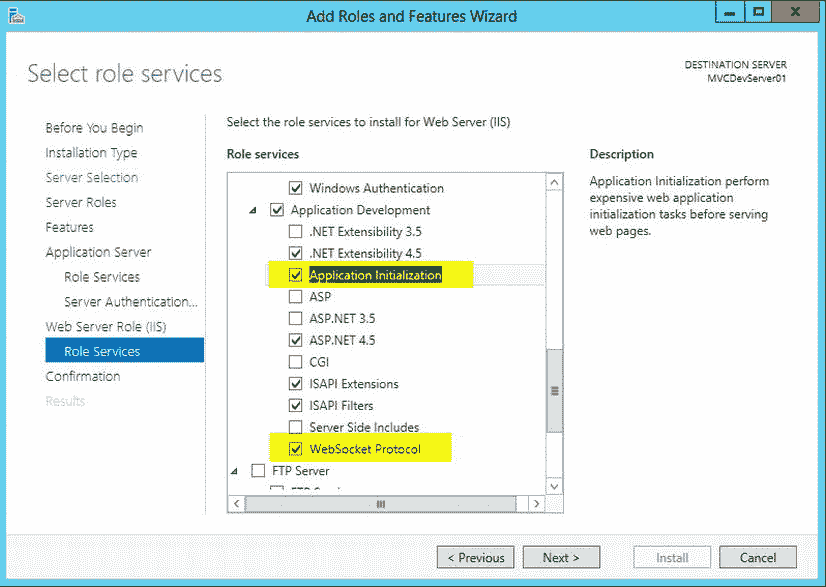 Add Roles and Features Wizard
Select role services
DESTINATION SERVER
MVCDevServer01
Before You Begin
Installation Type
Server Selection
Server Roles
Features
Application Server
Role Services
Server Authentication...
Web Server Role (IIS)
Role Services
Confirmation
Results
Select the role services to install for Web Server (IIS)
Role services
Windows Authentication
Application Development
.NET Extensibility 3.5
.NET Extensibility 4.5
Application Initialization
ASP
ASP.NET 3.5
ASP.NET 4.5
CGI
ISAPI Extensions
ISAPI Filters
Server Side Includes
WebSocket Protocol
FTP Server
Description
Application Initialization perform
expensive web application
initialization tasks before serving
web pages.
< Previous
Next >
Install
Cancel